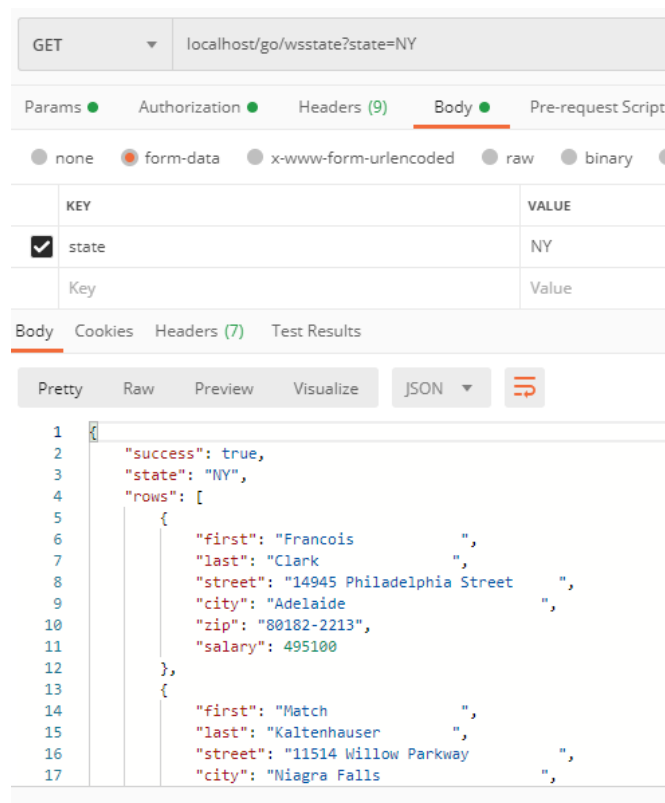 GET localhost/go/wsstate?state=NY
Params Authorization Headers (9) Body Pre-request Script
none form-data x-www-form-urlencoded raw binary
KEY VALUE
state NY
Key Value
Body Cookies Headers (7) Test Results
Pretty Raw Preview Visualize JSON
1 {
2 "success": true,
3 "state": "NY",
4 "rows": [
5 {
6 "first": "Francois            ",
7 "last": "Clark               ",
8 "street": "14945 Philadelphia Street     ",
9 "city": "Adelaide                      ",
10 "zip": "80182-2213",
11 "salary": 495100
12 },
13 {
14 "first": "Match               ",
15 "last": "Kaltenhauser        ",
16 "street": "11514 Willow Parkway          ",
17 "city": "Niagra Falls                  ",